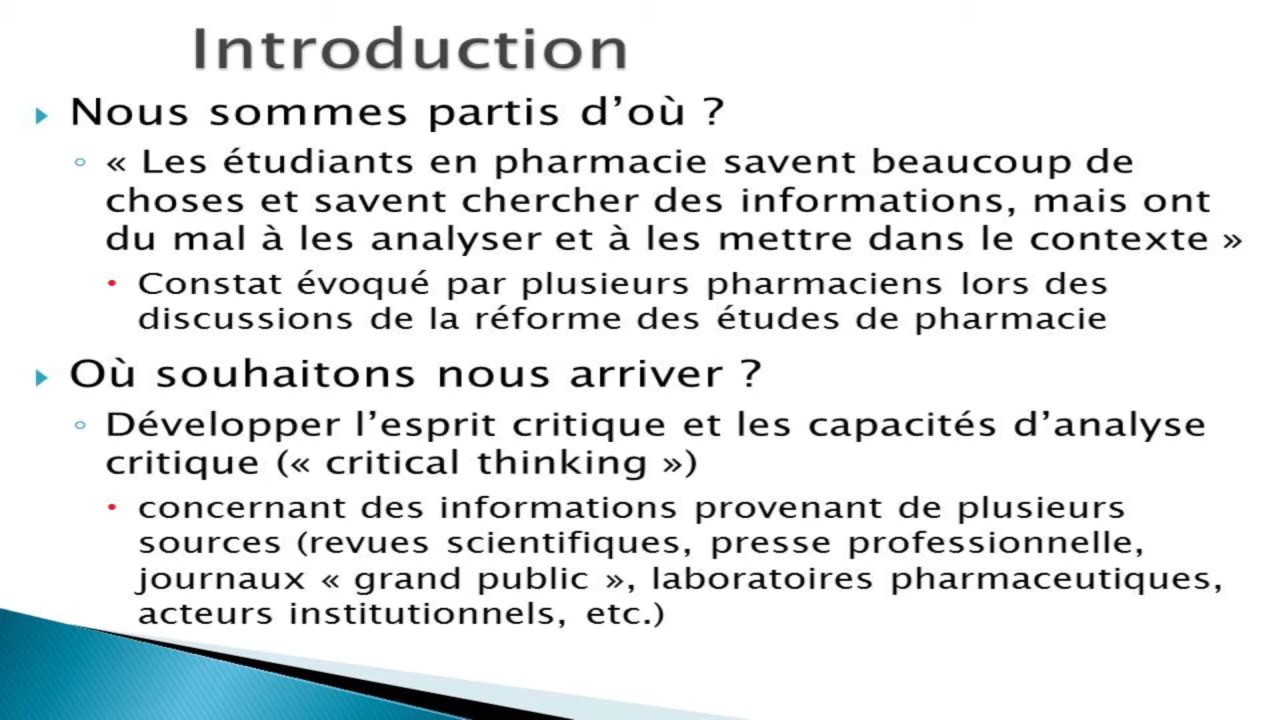 Introduction
Nous sommes partis d’où ?
« Les étudiants en pharmacie savent beaucoup de
choses et savent chercher des informations, mais ont
du mal à les analyser et à les mettre dans le contexte »
Constat évoqué par plusieurs pharmaciens lors des
discussions de la réforme des études de pharmacie
Où souhaitons nous arriver ?
Développer l’esprit critique et les capacités d’analyse
critique (« critical thinking »)
concernant des informations provenant de plusieurs
sources (revues scientifiques, presse professionnelle,
journaux « grand public », laboratoires pharmaceutiques,
acteurs institutionnels, etc.)